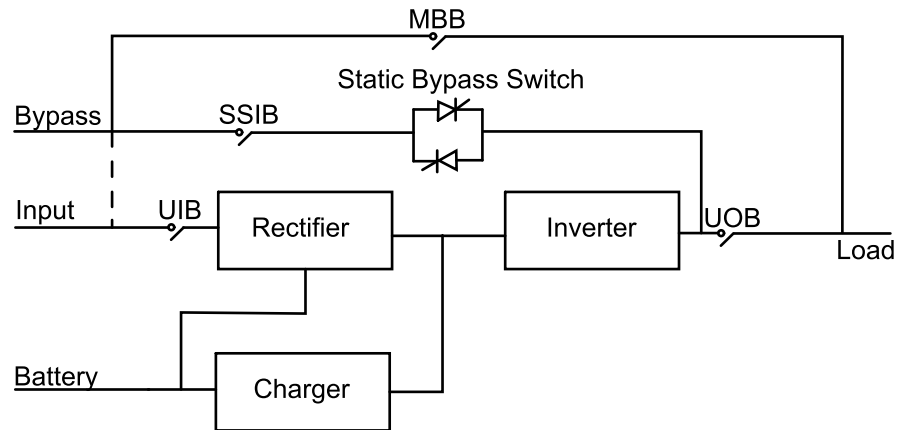 MBB
Static Bypass Switch
Bypass
SSIB
Input
UIB
Rectifier
Inverter
UOB
Load
Battery
Charger